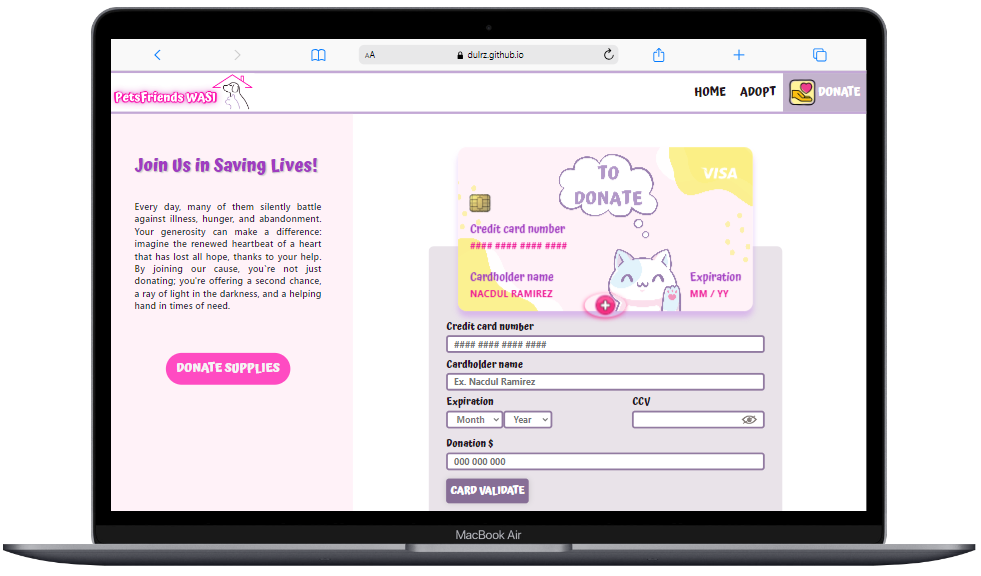 AA
dulrz.github.io
PetsFriends WASI
HOME
ADOPT
DONATE
Join Us in Saving Lives!
Every day, many of them silently battle
against illness, hunger, and abandonment.
Your generosity can make a difference:
imagine the renewed heartbeat of a heart
that has lost all hope, thanks to your help.
By joining our cause, you're not just
donating; you're offering a second chance,
a ray of light in the darkness, and a helping
hand in times of need.
DONATE SUPPLIES
TO
DONATE
VISA
Credit card number
#### #### #### ####
Cardholder name
NACDUL RAMIREZ
Expiration
MM / YY
Credit card number
#### #### #### ####
Cardholder name
Ex. Nacdul Ramirez
Expiration
CCV
Month
Year
Donation $
000 000 000
CARD VALIDATE
MacBook Air